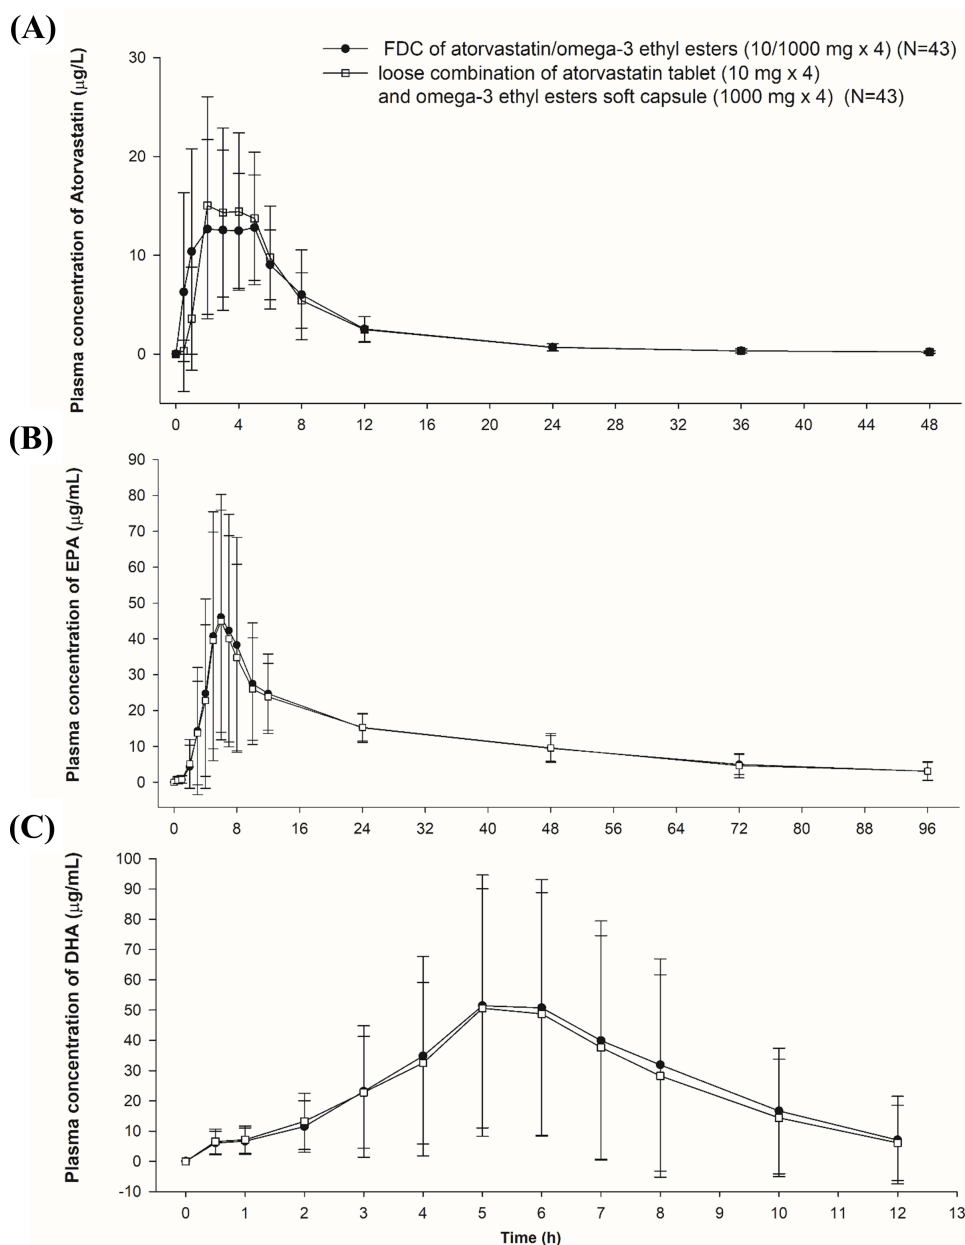 (A)
FDC of atorvastatin/omega-3 ethyl esters (10/1000 mg x 4) (N=43)
loose combination of atorvastatin tablet (10 mg x 4)
and omega-3 ethyl esters soft capsule (1000 mg x 4) (N=43)
Plasma concentration of Atorvastatin (μg/L)
30
20
10
0
0 4 8 12 16 20 24 28 32 36 40 44 48
(B)
Plasma concentration of EPA (μg/mL)
90
80
70
60
50
40
30
20
10
0
0 8 16 24 32 40 48 56 64 72 80 88 96
(C)
Plasma concentration of DHA (μg/mL)
100
90
80
70
60
50
40
30
20
10
0
-10
0 1 2 3 4 5 6 7 8 9 10 11 12 13
Time (h)